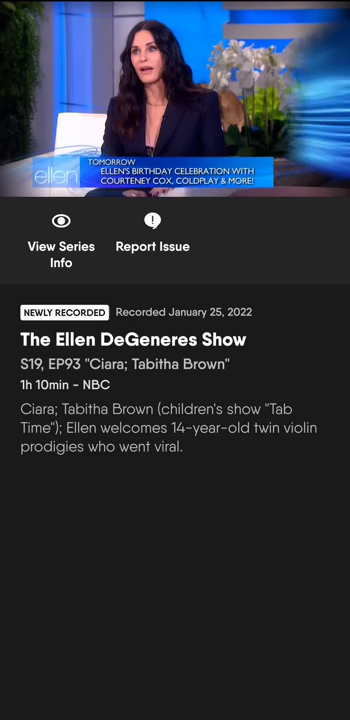 TOMORROW
ellen ELLEN'S BIRTHDAY CELEBRATION WITH
COURTENEY COX, COLDPLAY & MORE!
View Series Report Issue
Info
NEWLY RECORDED Recorded January 25, 2022
The Ellen DeGeneres Show
S19, EP93 "Ciara; Tabitha Brown"
1h 10min - NBC
Ciara; Tabitha Brown (children's show "Tab
Time"); Ellen welcomes 14-year-old twin violin
prodigies who went viral.